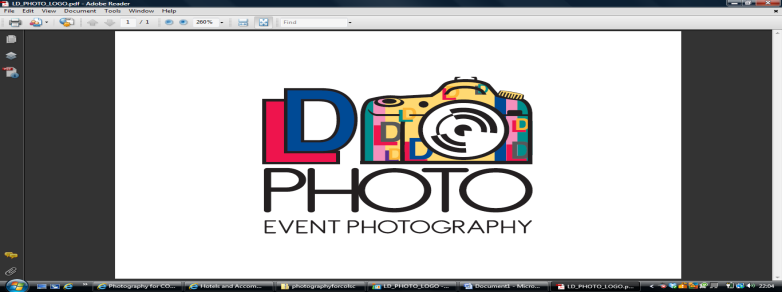 LD_PHOTO_LOGO.pdf - Adobe Reader
File Edit View Document Tools Window Help
1 / 1 260% Find
LD
PHOTO
EVENT PHOTOGRAPHY
Photography for CO... Hotels and Accom... photographyforcolsc LD_PHOTO_LOGO -... Document1 - Micro... LD_PHOTO_LOGO.p... 22:04